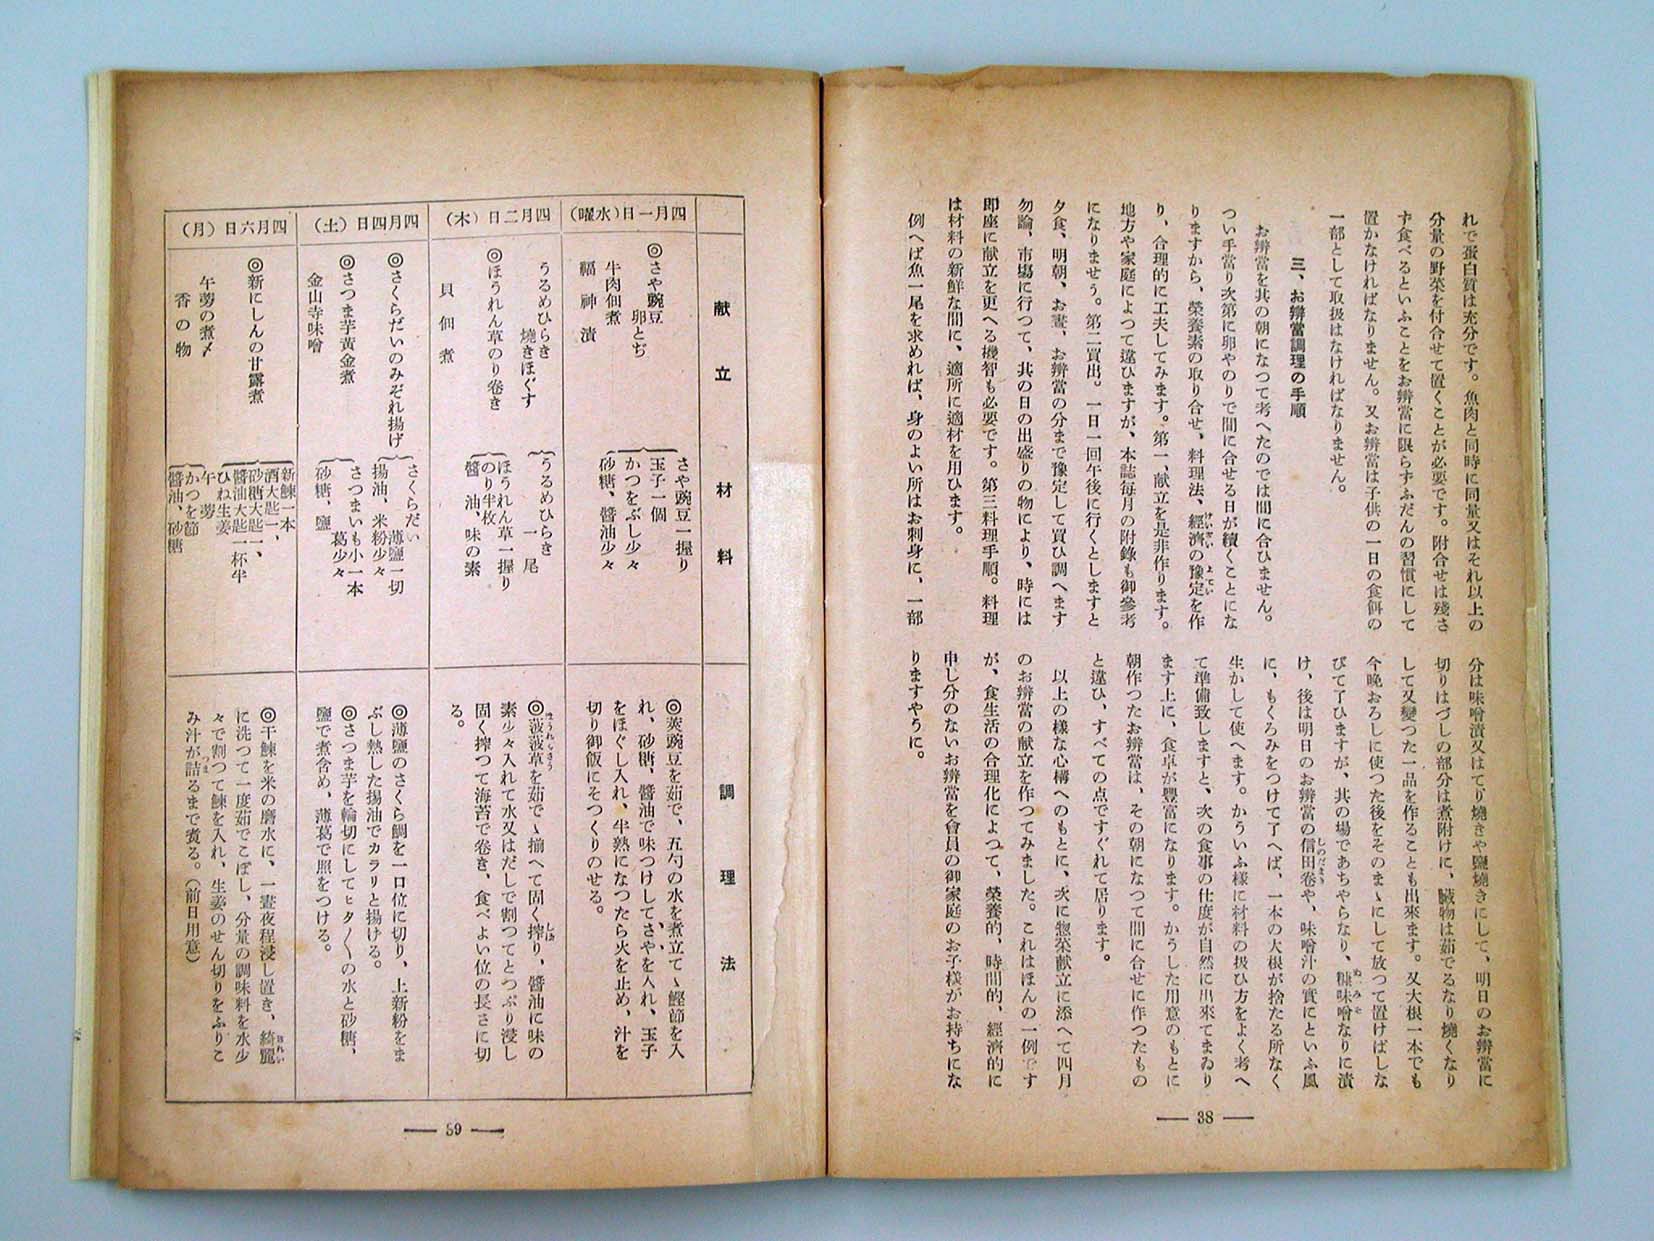 れで蛋白質は充分です。魚肉と同時に同量又はそれ以上の
分量の野菜を付合せて置くことが必要です。附合せは残さ
ず食べるといふことをお辨當に限らずふだんの習慣にして
置かなければなりません。又お辨當は子供の一日の食餌の
一部として取扱はなければなりません。
三、お辨當調理の手順
お辨當を其の朝になつて考へたのでは間に合ひません。
つい手當り次第に卵やのりで間に合せる日が續くことにな
りますから、榮養素の取り合せ、料理法、經濟の豫定を作
けいざい よてい
り、合理的に工夫してみます。第一、献立を是非作ります。
地方や家庭によつて違ひますが、本誌毎月の附錄も御參考
になりませう。第二買出。一日一回午後に行くとしますと
夕食、明朝、お晝、お辨當の分まで豫定して買ひ調へます
勿論、市場に行つて、其の日の出盛りの物により、時には
即座に献立を更へる機智も必要です。第三料理手順。料理
は材料の新鮮な間に、適所に適材を用ひます。
例へば魚一尾を求めれば、身のよい所はお刺身に、一部
分は味噌漬又はてり燒きや鹽燒きにして、明日のお辨當に
切りはづしの部分は煮附けに、臓物は茹でるなり燒くなり
して又變つた一品を作ることも出來ます。又大根一本でも
今晩おろしに使つた後をそのまゝにして放つて置けばしな
びて了ひますが、其の場であちやらなり、糠味噌なりに漬
ぬかみそ
け、後は明日のお辨當の信田巻や、味噌汁の實にといふ風
しのだまき
に、もくろみをつけて了へば、一本の大根が捨たる所なく
生かして使へます。かういふ樣に材料の扱ひ方をよく考へ
て準備致しますと、次の食事の仕度が自然に出來てまゐり
ます上に、食卓が豐富になります。かうした用意のもとに
朝作つたお辨當は、その朝になつて間に合せに作つたもの
と違ひ、すべての点ですぐれて居ります。
以上の樣な心構へのもとに、次に惣菜献立に添へて四月
のお辨當の献立を作つてみました。これはほんの一例です
が、食生活の合理化によつて、榮養的、時間的、經濟的に
申し分のないお辨當を會員の御家庭のお子樣がお持ちにな
りますやうに。
― 38 ―
献立
材料
調理法
四月一日(水曜)
◎さや豌豆
卵とぢ
牛肉佃煮
福神漬
さや豌豆一握り
玉子一個
かつをぶし少々
砂糖、醬油少々
◎莢豌豆を茹で、五勺の水を煮立てゝ鰹節を入
れ、砂糖、醬油で味つけして、さやを入れ、玉子
をほぐし入れ、半熟になつたら火を止め、汁を
切り御飯にそつくりのせる。
四月二日(木)
うるめひらき
燒きほぐす
◎ほうれん草のり巻き
貝佃煮
うるめひらき
一尾
ほうれん草一握り
のり半枚
醬油、味の素
◎菠薐草を茹でゝ揃へて固く搾り、醬油に味の
素少々入れて水又はだしで割つてとつぷり浸し
固く搾つて海苔で巻き、食べよい位の長さに切
る。
四月四日(土)
◎さくらだいのみぞれ揚げ
◎さつま芋黄金煮
金山寺味噌
さくらだい
薄鹽一切
揚油、米粉少々
さつまいも小一本
葛少々
砂糖、鹽
◎薄鹽のさくら鯛を一口位に切り、上新粉をま
ぶし熱した揚油でカラリと揚げる。
◎さつま芋を輪切にしてヒタ〱の水と砂糖、
鹽で煮含め、薄葛で照をつける。
四月六日(月)
◎新にしんの甘露煮
午蒡の煮〆
香の物
新鰊一本
酒大匙一、
砂糖大匙一、
醬油大匙一杯半
ひね生姜
午蒡
かつを節
醬油、砂糖
◎干鰊を米の磨水に、一晝夜程浸し置き、綺麗
きれい
に洗つて一度茹でこぼし、分量の調味料を水少
々で割つて鰊を入れ、生姜のせん切りをふりこ
み汁が詰るまで煮る。(前日用意)
― 39 ―